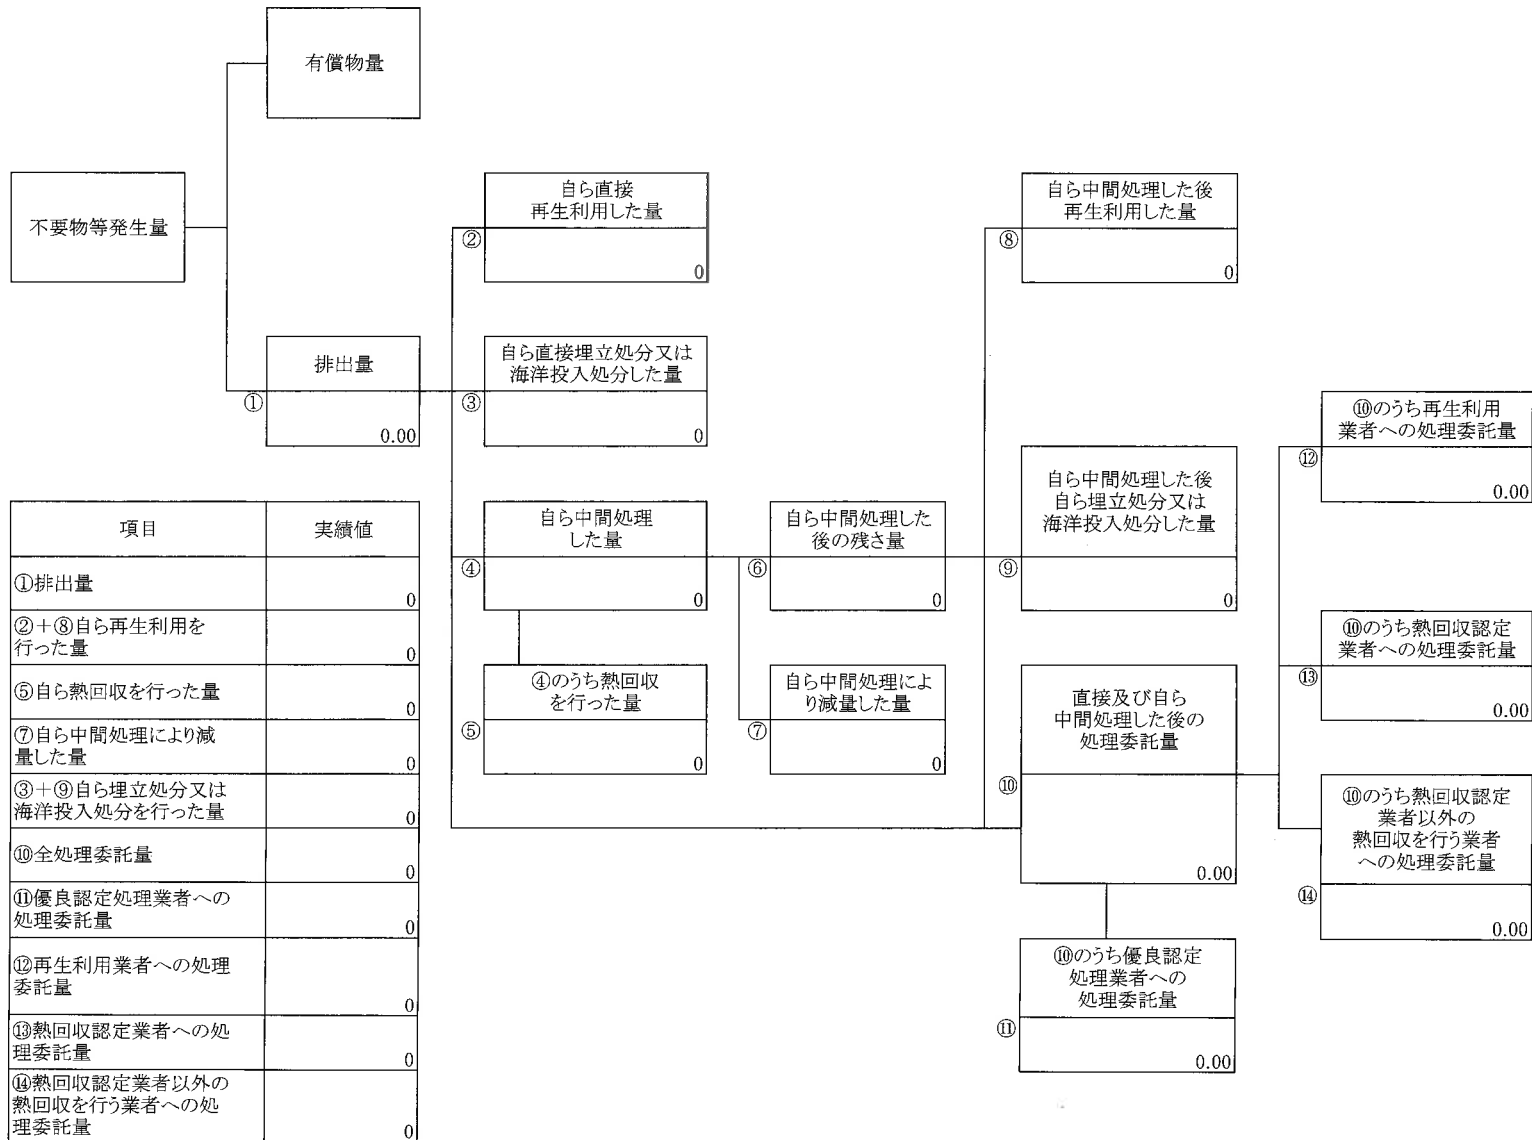 有償物量
不要物等発生量
排出量
①
0.00
自ら直接
再生利用した量
②
0
自ら直接埋立処分又は
海洋投入処分した量
③
0
自ら中間処理
した量
④
0
④のうち熱回収
を行った量
⑤
0
自ら中間処理した
後の残さ量
⑥
0
自ら中間処理によ
り減量した量
⑦
0
自ら中間処理した後
再生利用した量
⑧
0
自ら中間処理した後
自ら埋立処分又は
海洋投入処分した量
⑨
0
直接及び自ら
中間処理した後の
処理委託量
⑩
0.00
⑩のうち優良認定
処理業者への
処理委託量
⑪
0.00
⑩のうち再生利用
業者への処理委託量
⑫
0.00
⑩のうち熱回収認定
業者への処理委託量
⑬
0.00
⑩のうち熱回収認定
業者以外の
熱回収を行う業者
への処理委託量
⑭
0.00
項目 実績値
①排出量
0
②＋⑧自ら再生利用を
行った量
0
⑤自ら熱回収を行った量
0
⑦自ら中間処理により減
量した量
0
③＋⑨自ら埋立処分又は
海洋投入処分を行った量
0
⑩全処理委託量
0
⑪優良認定処理業者への
処理委託量
0
⑫再生利用業者への処理
委託量
0
⑬熱回収認定業者への処
理委託量
0
⑭熱回収認定業者以外の
熱回収を行う業者への処
理委託量
0